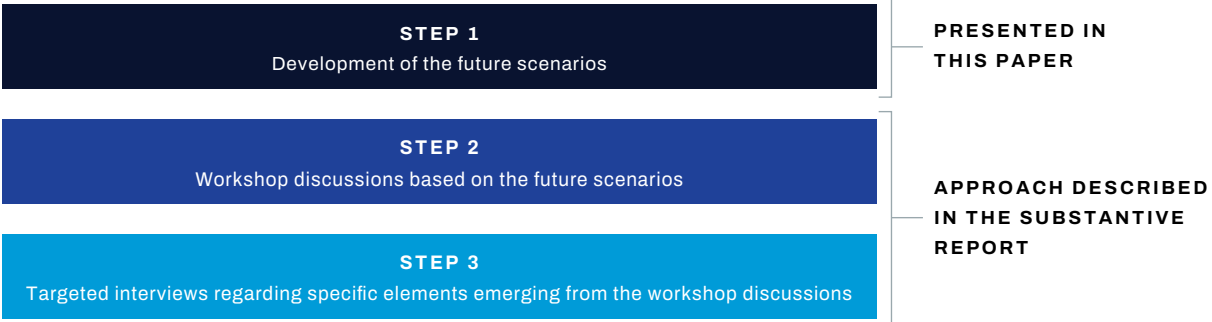 STEP 1
Development of the future scenarios
PRESENTED IN
THIS PAPER
STEP 2
Workshop discussions based on the future scenarios
STEP 3
Targeted interviews regarding specific elements emerging from the workshop discussions
APPROACH DESCRIBED
IN THE SUBSTANTIVE
REPORT